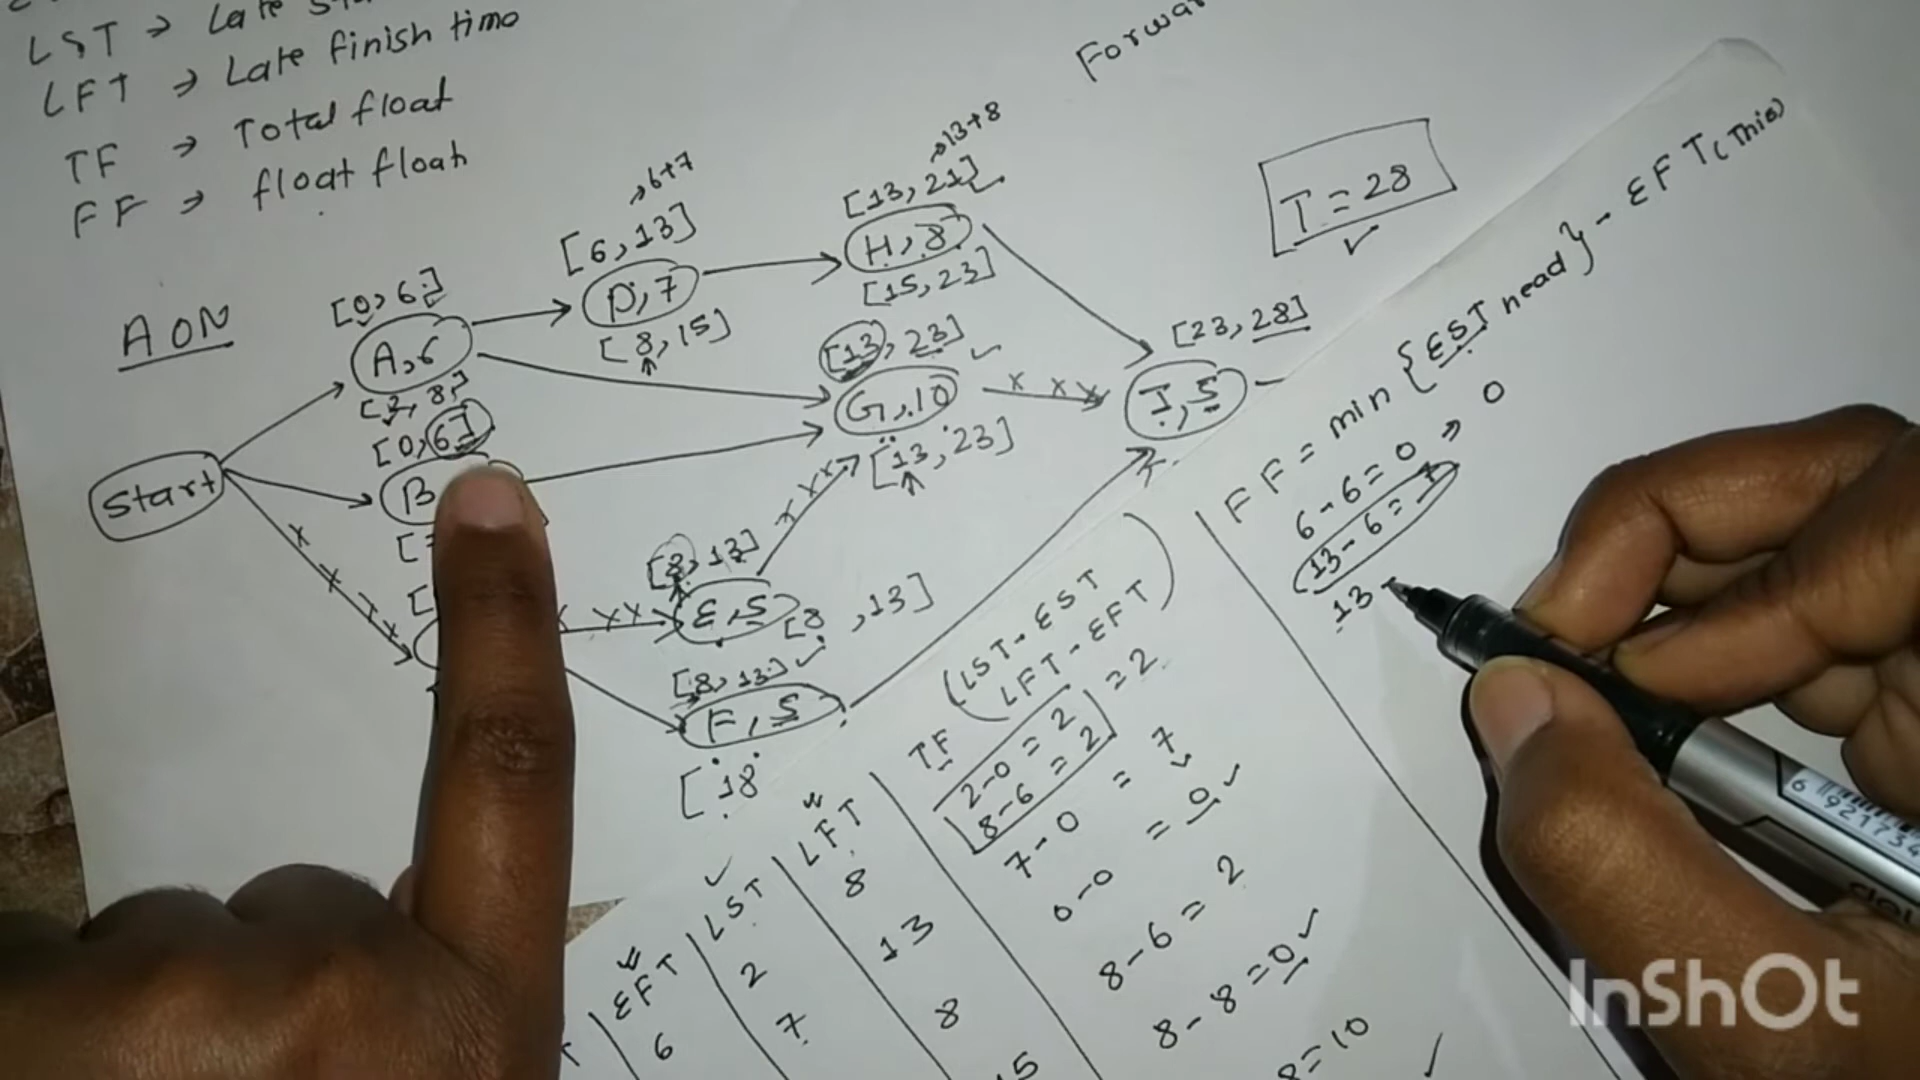 LST → Late
LFT → Late finish time
TF → Total float
FF → float float
Forwa
AON
→ 6+7
→ 13+8
[6, 13]
[13, 21]
T = 28
[0, 6]
D, 7
H, 8
[8, 15]
[15, 23]
A, 6
[2, 8]
[13, 23]
[23, 28]
G, 10
I, 5
[13, 23]
Start
[0, 6]
B
[
[8, 13]
E, 5
[8, 13]
[8, 13]
F, 5
[18
FF = min {EST head} - EFT (This)
6 - 6 = 0 → 0
13 - 6 = 7
13 -
TF (LST - EST
LFT - EFT)
2 - 0 = 2
8 - 6 = 2
= 2
7 - 0 = 7
0 - 0 = 0
8 - 6 = 2
8 - 8 = 0
8 = 10
EFT
LST
LFT
6
2
8
7
13
8
15
6 921734
InShOt